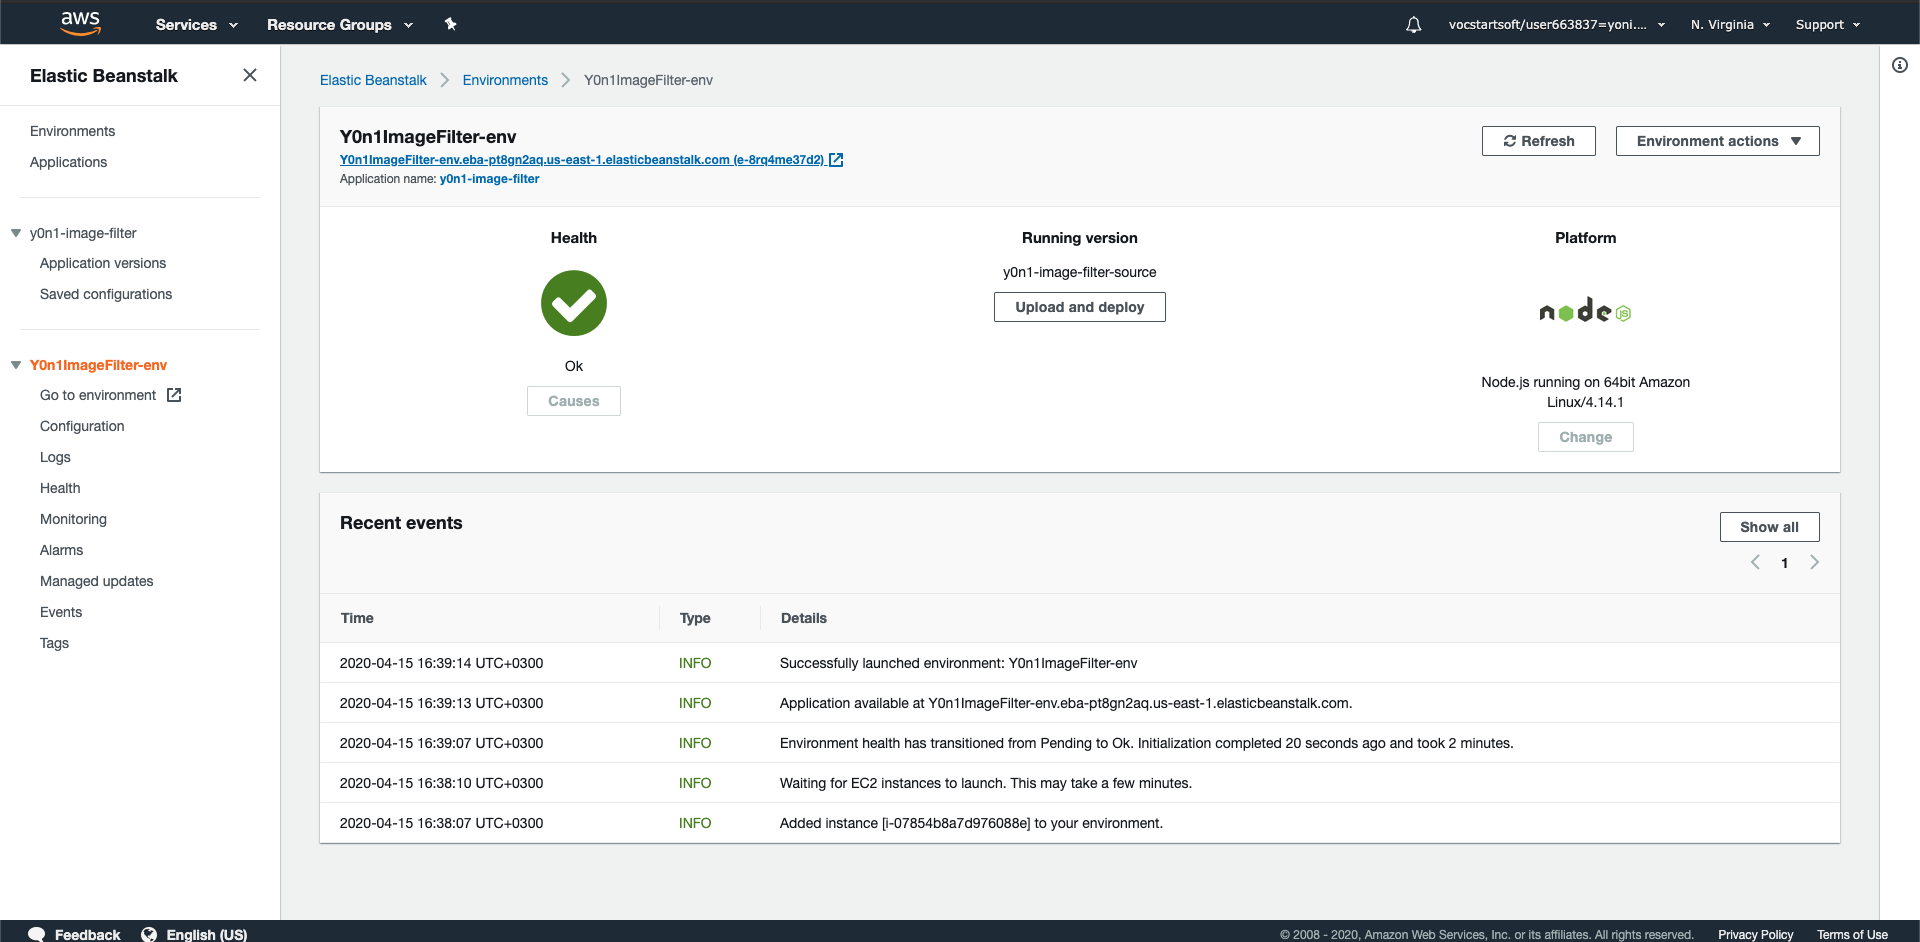 aws Services Resource Groups vocstartsoft/user663837=yoni.... N. Virginia Support
Elastic Beanstalk
Environments
Applications
y0n1-image-filter
Application versions
Saved configurations
Y0n1ImageFilter-env
Go to environment
Configuration
Logs
Health
Monitoring
Alarms
Managed updates
Events
Tags
Elastic Beanstalk Environments Y0n1ImageFilter-env
Y0n1ImageFilter-env
Y0n1ImageFilter-env.eba-pt8gn2aq.us-east-1.elasticbeanstalk.com (e-8rq4me37d2)
Application name: y0n1-image-filter
Refresh
Environment actions
Health
Ok
Causes
Running version
y0n1-image-filter-source
Upload and deploy
Platform
node JS
Node.js running on 64bit Amazon
Linux/4.14.1
Change
Recent events
Show all
1
Time Type Details
2020-04-15 16:39:14 UTC+0300 INFO Successfully launched environment: Y0n1ImageFilter-env
2020-04-15 16:39:13 UTC+0300 INFO Application available at Y0n1ImageFilter-env.eba-pt8gn2aq.us-east-1.elasticbeanstalk.com.
2020-04-15 16:39:07 UTC+0300 INFO Environment health has transitioned from Pending to Ok. Initialization completed 20 seconds ago and took 2 minutes.
2020-04-15 16:38:10 UTC+0300 INFO Waiting for EC2 instances to launch. This may take a few minutes.
2020-04-15 16:38:07 UTC+0300 INFO Added instance [i-07854b8a7d976088e] to your environment.
Feedback English (US) © 2008 - 2020, Amazon Web Services, Inc. or its affiliates. All rights reserved. Privacy Policy Terms of Use